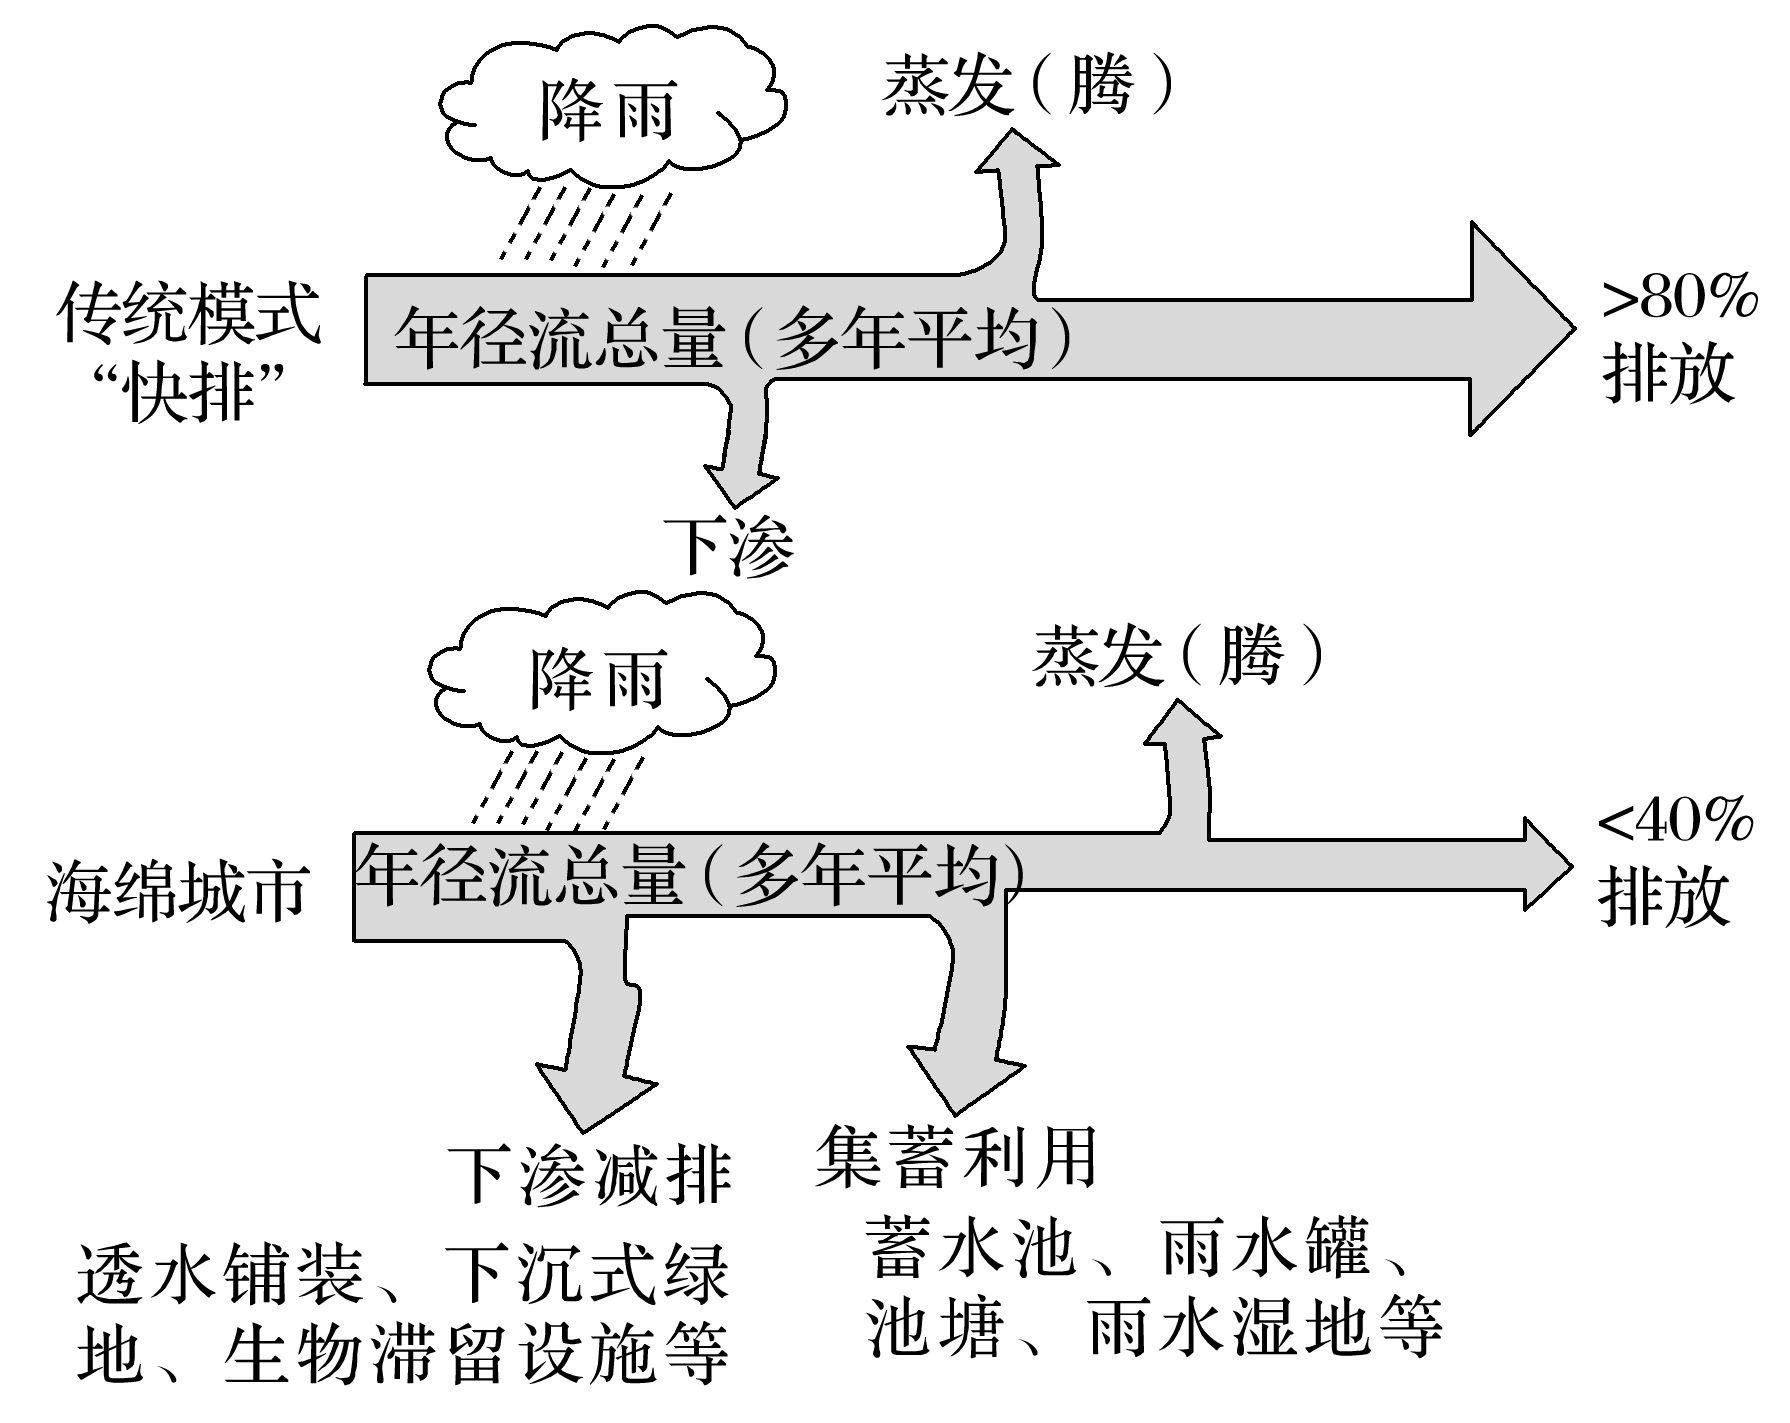 降雨
蒸发(腾)
传统模式
“快排”
年径流总量(多年平均)
>80%
排放
下渗
降雨
蒸发(腾)
海绵城市
年径流总量(多年平均)
<40%
排放
下渗减排
透水铺装、下沉式绿
地、生物滞留设施等
集蓄利用
蓄水池、雨水罐、
池塘、雨水湿地等